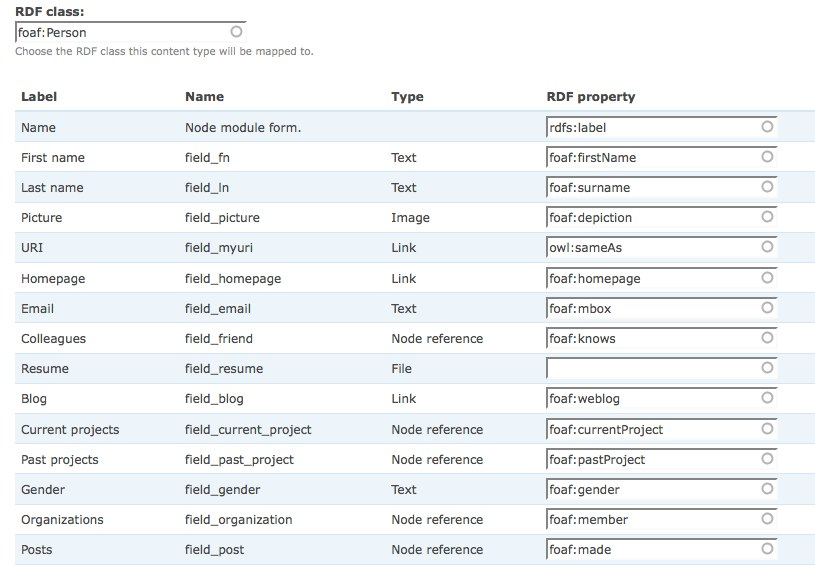 RDF class:
foaf:Person
Choose the RDF class this content type will be mapped to.
Label Name Type RDF property
Name Node module form. rdfs:label
First name field_fn Text foaf:firstName
Last name field_ln Text foaf:surname
Picture field_picture Image foaf:depiction
URI field_myuri Link owl:sameAs
Homepage field_homepage Link foaf:homepage
Email field_email Text foaf:mbox
Colleagues field_friend Node reference foaf:knows
Resume field_resume File
Blog field_blog Link foaf:weblog
Current projects field_current_project Node reference foaf:currentProject
Past projects field_past_project Node reference foaf:pastProject
Gender field_gender Text foaf:gender
Organizations field_organization Node reference foaf:member
Posts field_post Node reference foaf:made